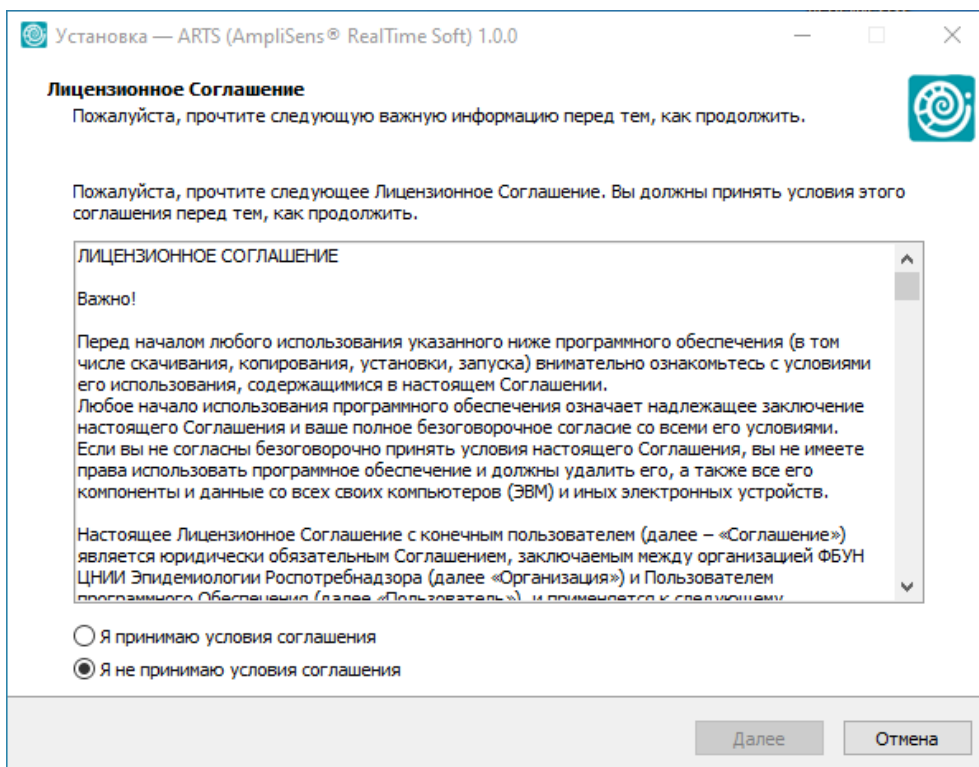 Установка — ARTS (AmpliSens® RealTime Soft) 1.0.0
Лицензионное Соглашение
Пожалуйста, прочтите следующую важную информацию перед тем, как продолжить.
Пожалуйста, прочтите следующее Лицензионное Соглашение. Вы должны принять условия этого
соглашения перед тем, как продолжить.
ЛИЦЕНЗИОННОЕ СОГЛАШЕНИЕ
Важно!
Перед началом любого использования указанного ниже программного обеспечения (в том
числе скачивания, копирования, установки, запуска) внимательно ознакомьтесь с условиями
его использования, содержащимися в настоящем Соглашении.
Любое начало использования программного обеспечения означает надлежащее заключение
настоящего Соглашения и ваше полное безоговорочное согласие со всеми его условиями.
Если вы не согласны безоговорочно принять условия настоящего Соглашения, вы не имеете
права использовать программное обеспечение и должны удалить его, а также все его
компоненты и данные со всех своих компьютеров (ЭВМ) и иных электронных устройств.
Настоящее Лицензионное Соглашение с конечным пользователем (далее – «Соглашение»)
является юридически обязательным Соглашением, заключаемым между организацией ФБУН
ЦНИИ Эпидемиологии Роспотребнадзора (далее «Организация») и Пользователем
программного Обеспечения (далее «Пользователь»), и применяется к следующему
Я принимаю условия соглашения
Я не принимаю условия соглашения
Далее
Отмена